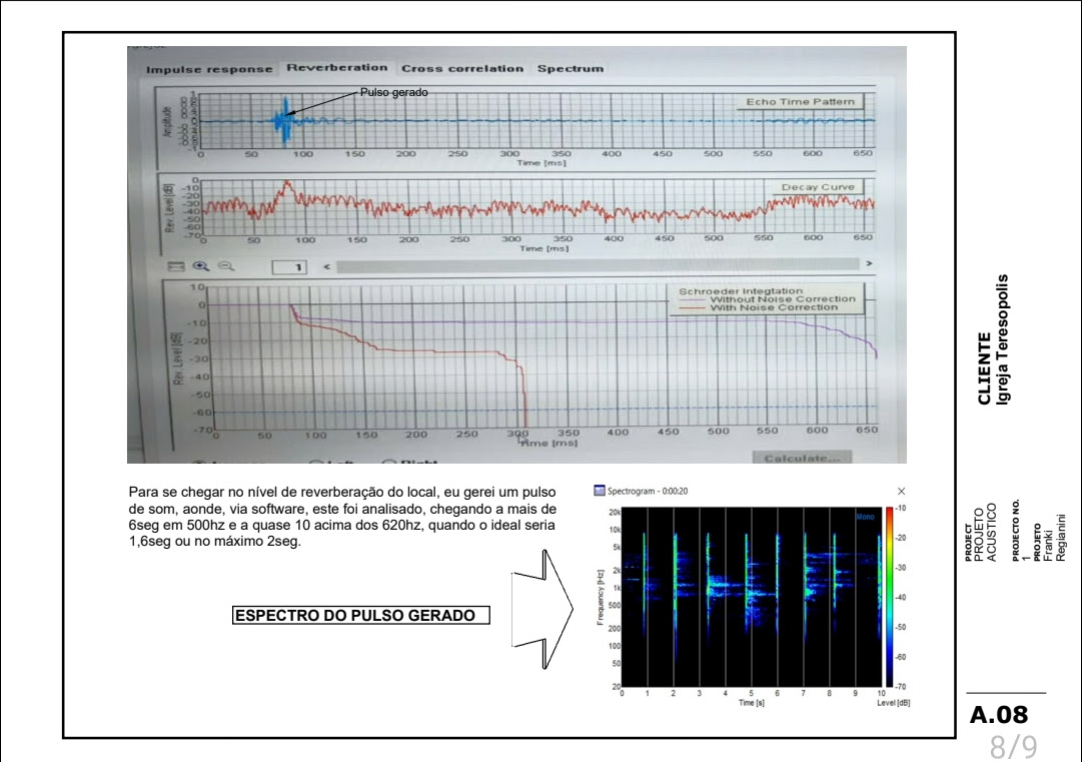 Impulse response Reverberation Cross correlation Spectrum
Pulso gerado
Echo Time Pattern
Amplitude
0 50 100 150 200 250 300 350 400 450 500 550 600 650
Time [ms]
Decay Curve
Rev. Level [dB]
0
-10
-20
-30
-40
-50
-60
-70
0 50 100 150 200 250 300 350 400 450 500 550 600 650
Time [ms]
1 < >
Schroeder Integtation
Without Noise Correction
With Noise Correction
Rev. Level [dB]
10
0
-10
-20
-30
-40
-50
-60
-70
0 50 100 150 200 250 300 350 400 450 500 550 600 650
Time [ms]
Calculate...
Para se chegar no nível de reverberação do local, eu gerei um pulso
de som, aonde, via software, este foi analisado, chegando a mais de
6seg em 500hz e a quase 10 acima dos 620hz, quando o ideal seria
1,6seg ou no máximo 2seg.
ESPECTRO DO PULSO GERADO
Spectrogram - 0:00:20
Mono
Frequency [Hz]
20k
10k
5k
2k
1k
500
200
100
50
20
0 1 2 3 4 5 6 7 8 9 10
Time [s]
-10
-20
-30
-40
-50
-60
-70
Level [dB]
CLIENTE
Igreja Teresopolis
PROJECT
PROJETO
ACUSTICO
PROJECTO NO.
1
PROJETO
Franki
Regianini
A.08
8/9